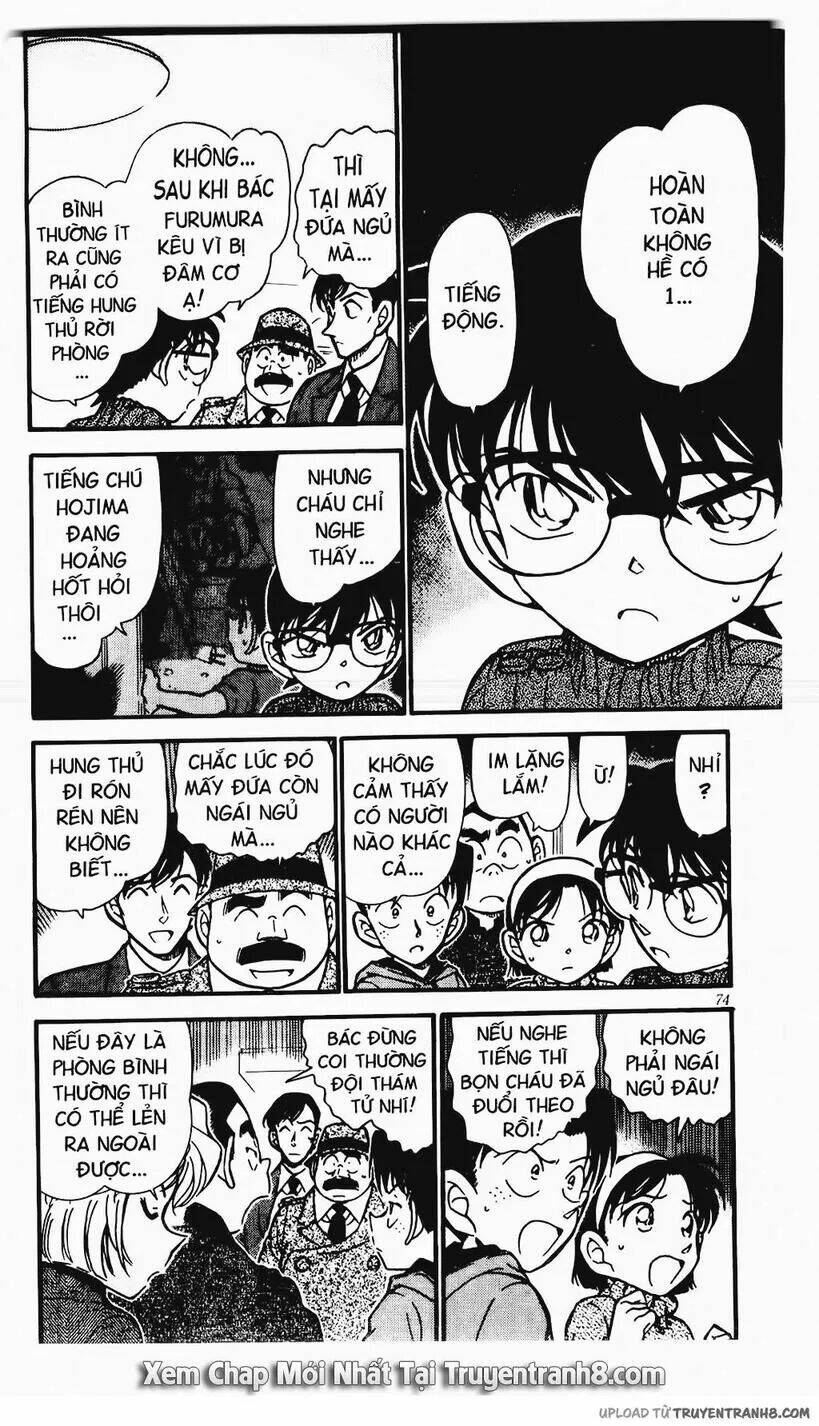 HOÀN
TOÀN
KHÔNG
HỀ CÓ
1...
TIẾNG
ĐỘNG.
THÌ
TẠI MẤY
ĐỨA NGỦ
MÀ...
KHÔNG...
SAU KHI BÁC
FURUMURA
KÊU VÌ BỊ
ĐÂM CƠ
Ạ!
BÌNH
THƯỜNG ÍT
RA CŨNG
PHẢI CÓ
TIẾNG HUNG
THỦ RỜI
PHÒNG
...
NHƯNG
CHÁU CHỈ
NGHE
THẤY...
TIẾNG CHÚ
HOJIMA
ĐANG
HOẢNG
HỐT HỎI
THÔI
...
NHỈ
?
Ừ!
IM LẶNG
LẮM!
KHÔNG
CẢM THẤY
CÓ NGƯỜI
NÀO KHÁC
CẢ...
CHẮC LÚC ĐÓ
MẤY ĐỨA CÒN
NGÁI NGỦ
MÀ...
HUNG THỦ
ĐI RÓN
RÉN NÊN
KHÔNG
BIẾT...
74
KHÔNG
PHẢI NGÁI
NGỦ ĐÂU!
NẾU NGHE
TIẾNG THÌ
BỌN CHÁU ĐÃ
ĐUỔI THEO
RỒI!
BÁC ĐỪNG
COI THƯỜNG
ĐỘI THÁM
TỬ NHÍ!
NẾU ĐÂY LÀ
PHÒNG BÌNH
THƯỜNG THÌ
CÓ THỂ LẺN
RA NGOÀI
ĐƯỢC...
Xem Chap Mới Nhất Tại Truyentranh8.com
UPLOAD TỪ TRUYENTRANH8.COM